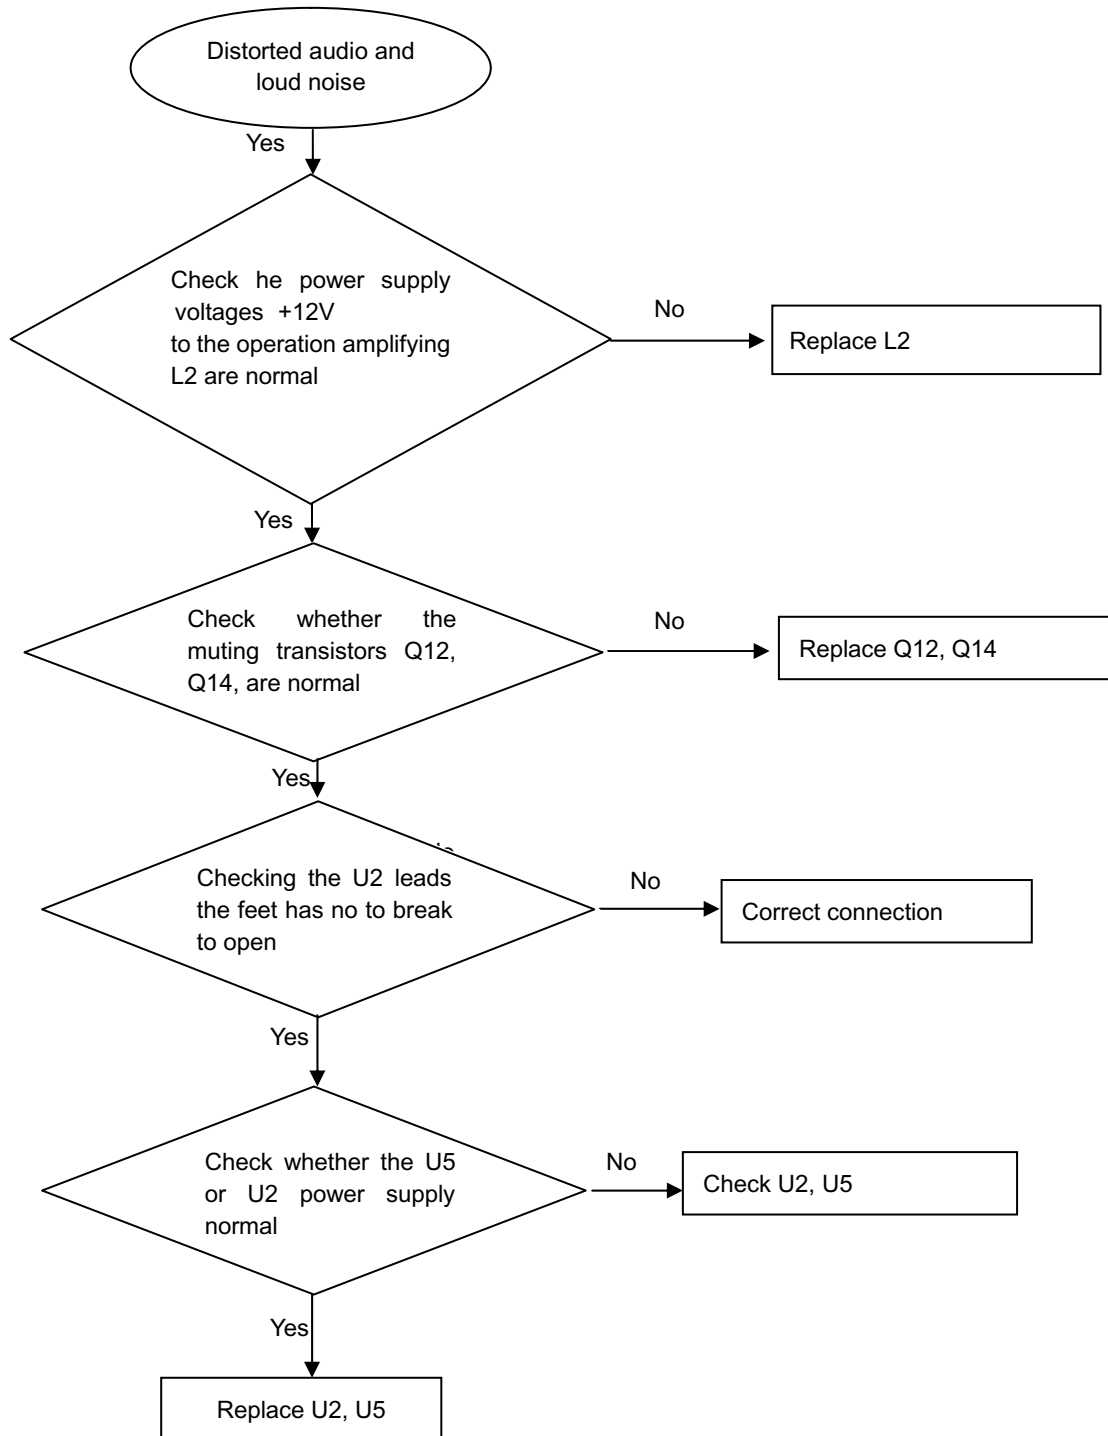 Distorted audio and
loud noise
Yes
Check he power supply
voltages +12V
to the operation amplifying
L2 are normal
No
Replace L2
Yes
Check whether the
muting transistors Q12,
Q14, are normal
No
Replace Q12, Q14
Yes
Checking the U2 leads
the feet has no to break
to open
No
Correct connection
Yes
Check whether the U5
or U2 power supply
normal
No
Check U2, U5
Yes
Replace U2, U5